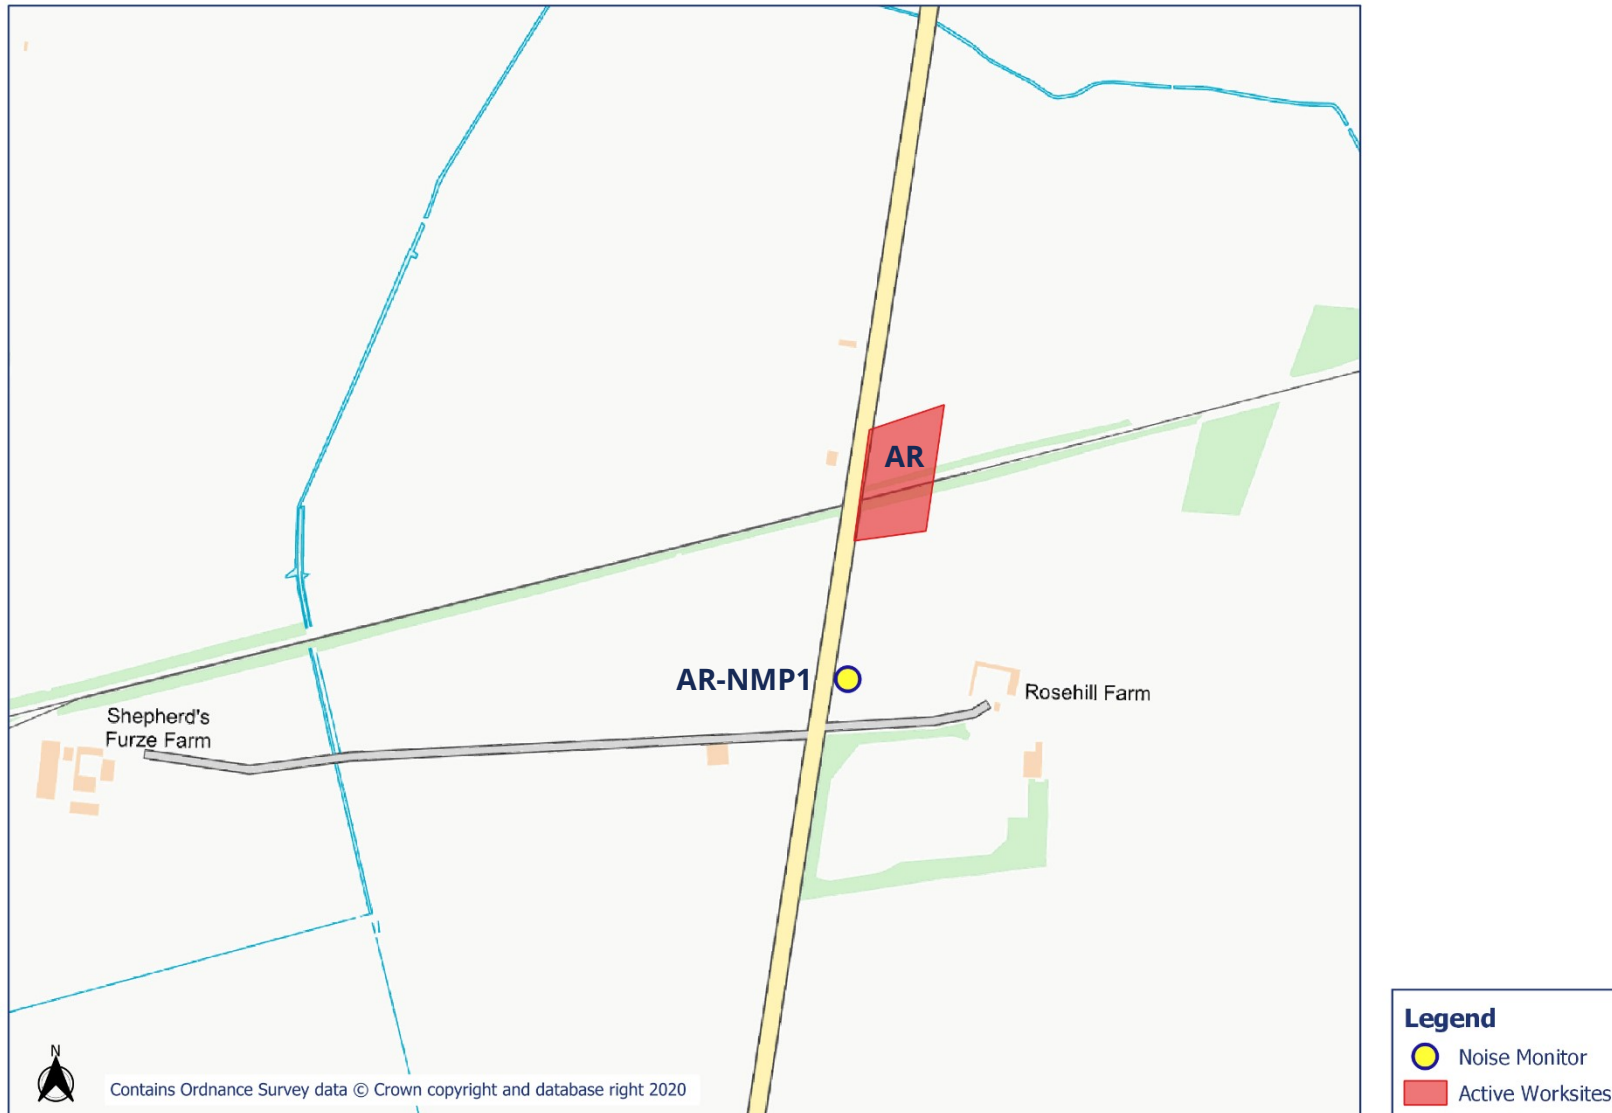 AR
AR-NMP1
Rosehill Farm
Shepherd's
Furze Farm
N
Contains Ordnance Survey data © Crown copyright and database right 2020
Legend
Noise Monitor
Active Worksites